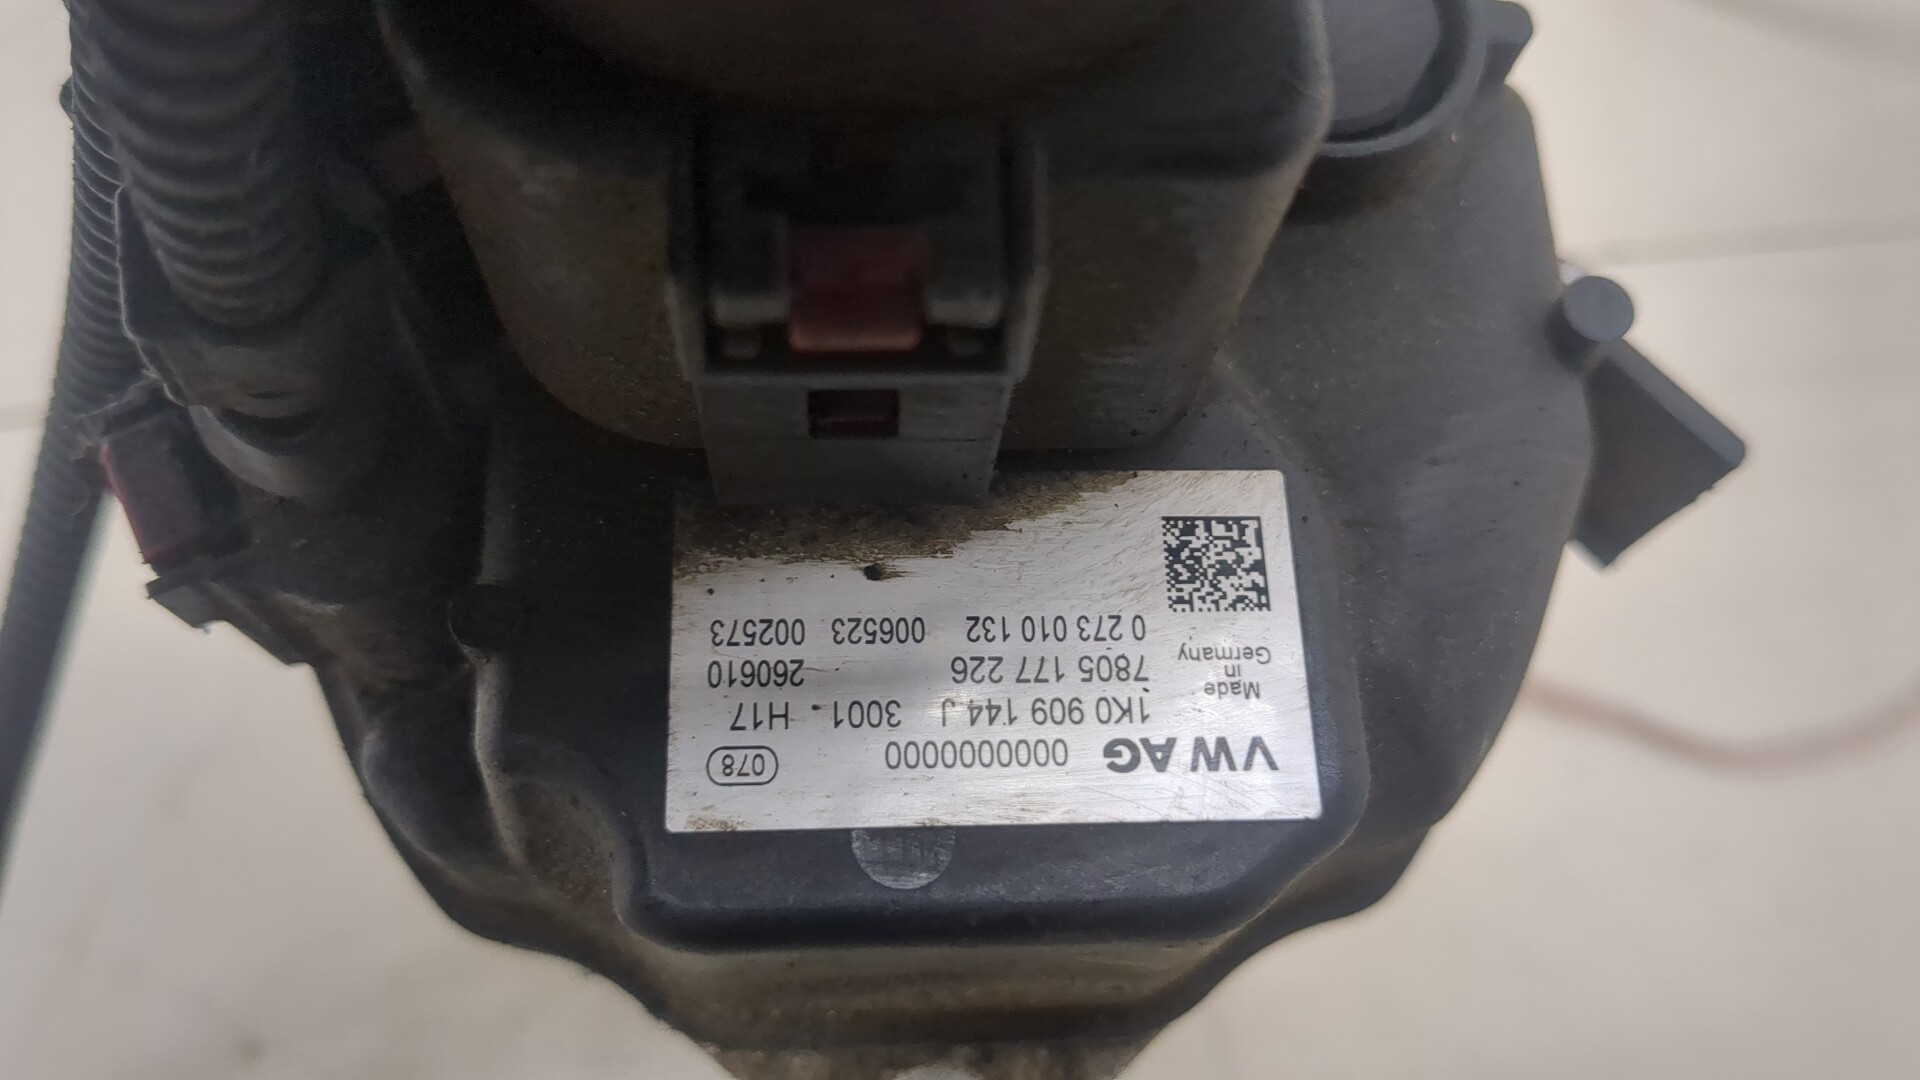 VW AG 0000000000 078
1K0 909 144 J 3001 H17
7805 177 226 260610
0 273 010 132 006523 002573
Made
in
Germany